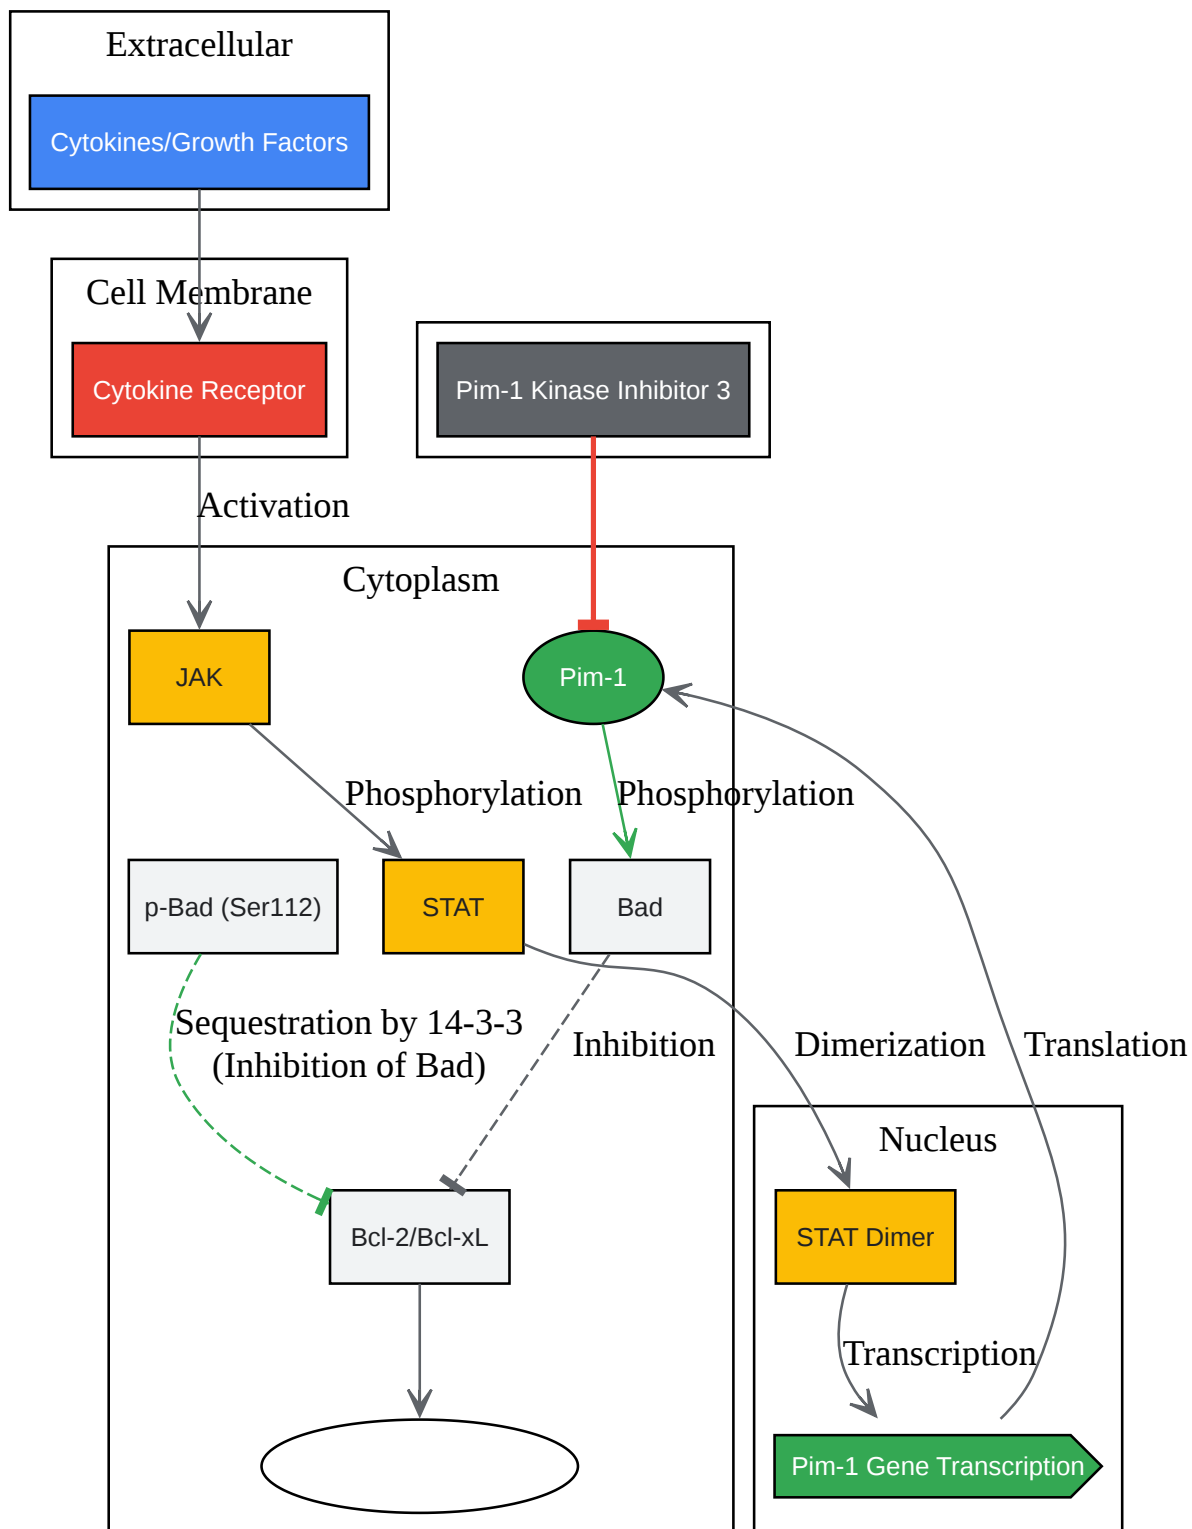 Extracellular
Cytokines/Growth Factors
Cell Membrane
Cytokine Receptor
Pim-1 Kinase Inhibitor 3
Activation
Cytoplasm
JAK
Pim-1
Phosphorylation
Phosphorylation
p-Bad (Ser112)
STAT
Bad
Sequestration by 14-3-3
(Inhibition of Bad)
Inhibition
Dimerization
Translation
Nucleus
Bcl-2/Bcl-xL
STAT Dimer
Transcription
Pim-1 Gene Transcription